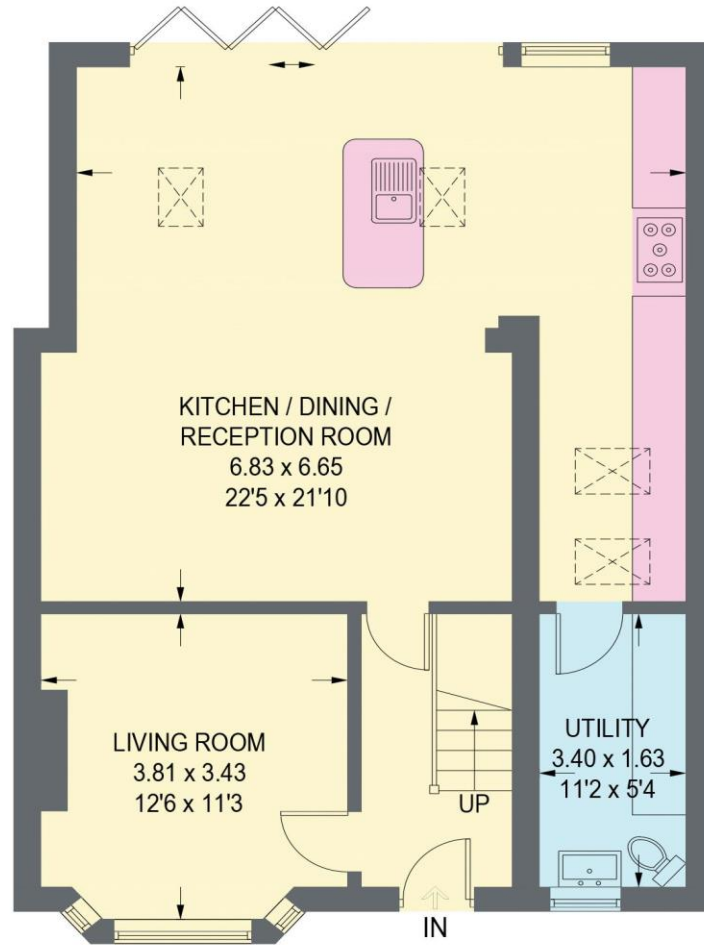 KITCHEN / DINING /
RECEPTION ROOM
6.83 x 6.65
22'5 x 21'10
LIVING ROOM
3.81 x 3.43
12'6 x 11'3
UP
UTILITY
3.40 x 1.63
11'2 x 5'4
IN